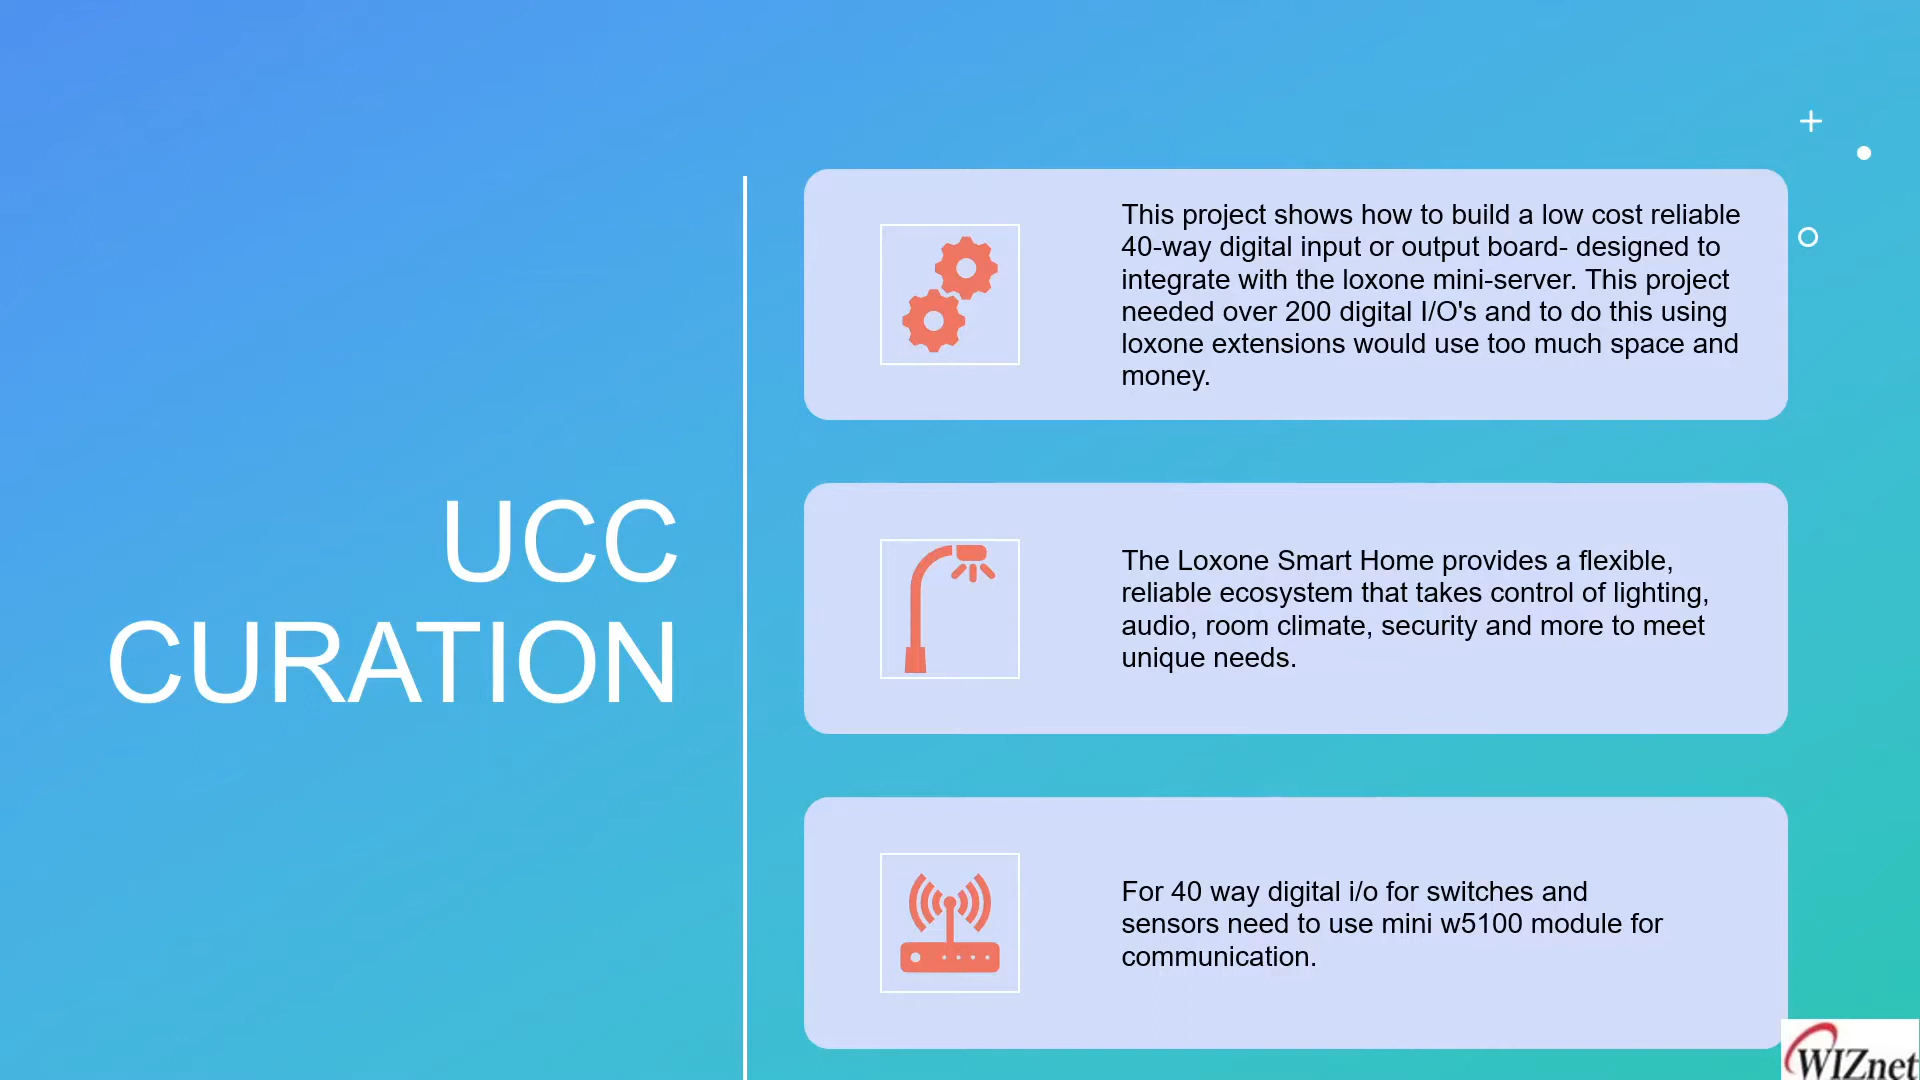 UCC
CURATION
This project shows how to build a low cost reliable
40-way digital input or output board- designed to
integrate with the loxone mini-server. This project
needed over 200 digital I/O's and to do this using
loxone extensions would use too much space and
money.
The Loxone Smart Home provides a flexible,
reliable ecosystem that takes control of lighting,
audio, room climate, security and more to meet
unique needs.
For 40 way digital i/o for switches and
sensors need to use mini w5100 module for
communication.
WIZnet